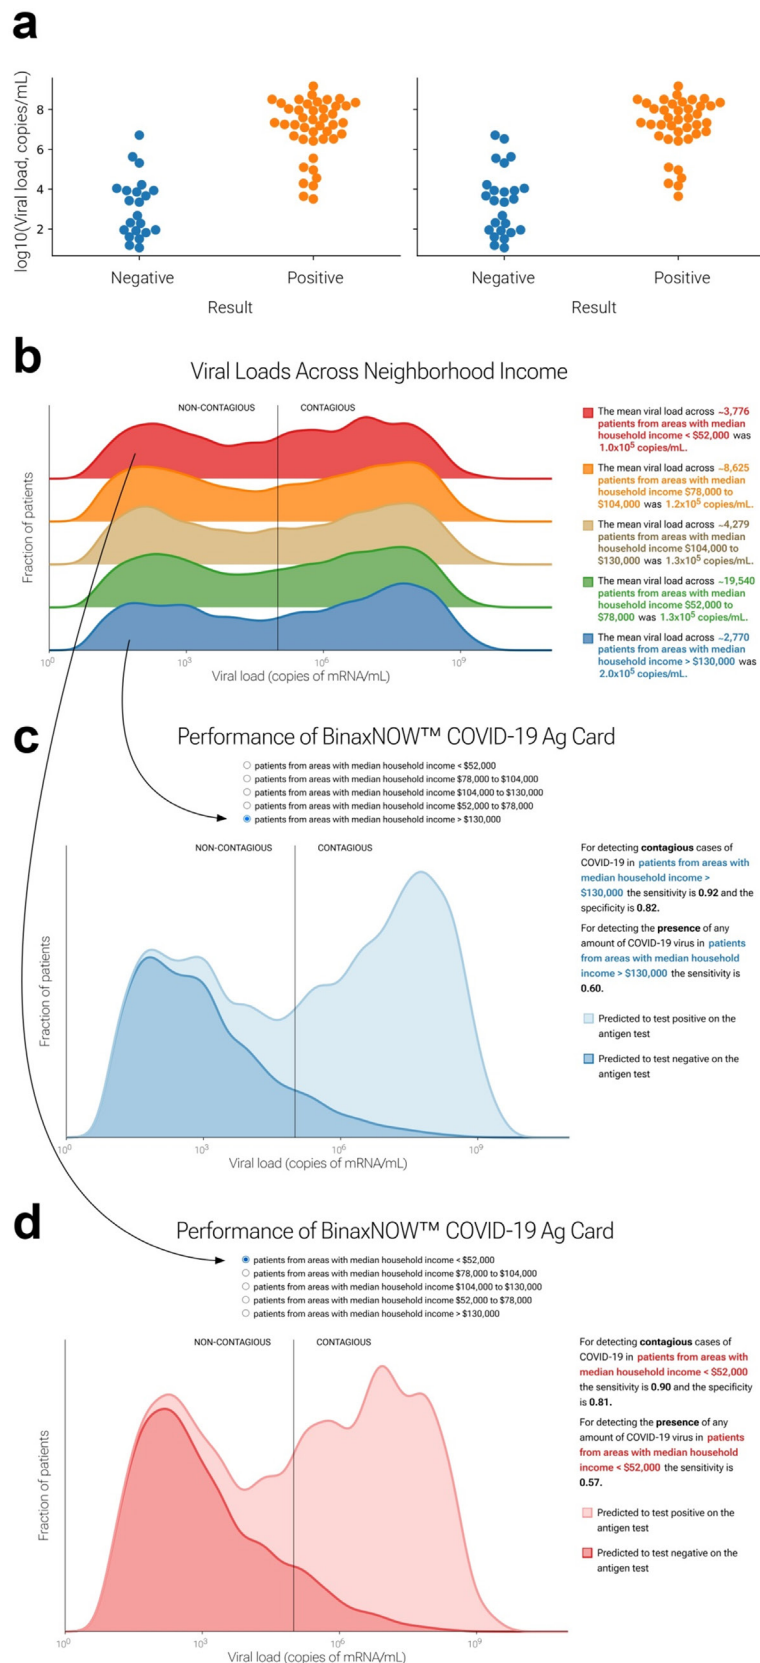 a
log10(Viral load, copies/mL)
8
6
4
2
Negative
Positive
Negative
Positive
Result
Result
b
Viral Loads Across Neighborhood Income
NON-CONTAGIOUS
CONTAGIOUS
Fraction of patients
10⁰
10³
10⁶
10⁹
Viral load (copies of mRNA/mL)
The mean viral load across ~3,776
patients from areas with median
household income < $52,000 was
1.0x10⁵ copies/mL.
The mean viral load across ~8,625
patients from areas with median
household income $78,000 to
$104,000 was 1.2x10⁵ copies/mL.
The mean viral load across ~4,279
patients from areas with median
household income $104,000 to
$130,000 was 1.3x10⁵ copies/mL.
The mean viral load across ~19,540
patients from areas with median
household income $52,000 to
$78,000 was 1.3x10⁵ copies/mL.
The mean viral load across ~2,770
patients from areas with median
household income > $130,000 was
2.0x10⁵ copies/mL.
c
Performance of BinaxNOW™ COVID-19 Ag Card
patients from areas with median household income < $52,000
patients from areas with median household income $78,000 to $104,000
patients from areas with median household income $104,000 to $130,000
patients from areas with median household income $52,000 to $78,000
patients from areas with median household income > $130,000
NON-CONTAGIOUS
CONTAGIOUS
Fraction of patients
10⁰
10³
10⁶
10⁹
Viral load (copies of mRNA/mL)
For detecting contagious cases of
COVID-19 in patients from areas with
median household income >
$130,000 the sensitivity is 0.92 and the
specificity is 0.82.
For detecting the presence of any
amount of COVID-19 virus in patients
from areas with median household
income > $130,000 the sensitivity is
0.60.
Predicted to test positive on the
antigen test
Predicted to test negative on the
antigen test
d
Performance of BinaxNOW™ COVID-19 Ag Card
patients from areas with median household income < $52,000
patients from areas with median household income $78,000 to $104,000
patients from areas with median household income $104,000 to $130,000
patients from areas with median household income $52,000 to $78,000
patients from areas with median household income > $130,000
NON-CONTAGIOUS
CONTAGIOUS
Fraction of patients
10⁰
10³
10⁶
10⁹
Viral load (copies of mRNA/mL)
For detecting contagious cases of
COVID-19 in patients from areas with
median household income < $52,000
the sensitivity is 0.90 and the specificity
is 0.81.
For detecting the presence of any
amount of COVID-19 virus in patients
from areas with median household
income < $52,000 the sensitivity is
0.57.
Predicted to test positive on the
antigen test
Predicted to test negative on the
antigen test